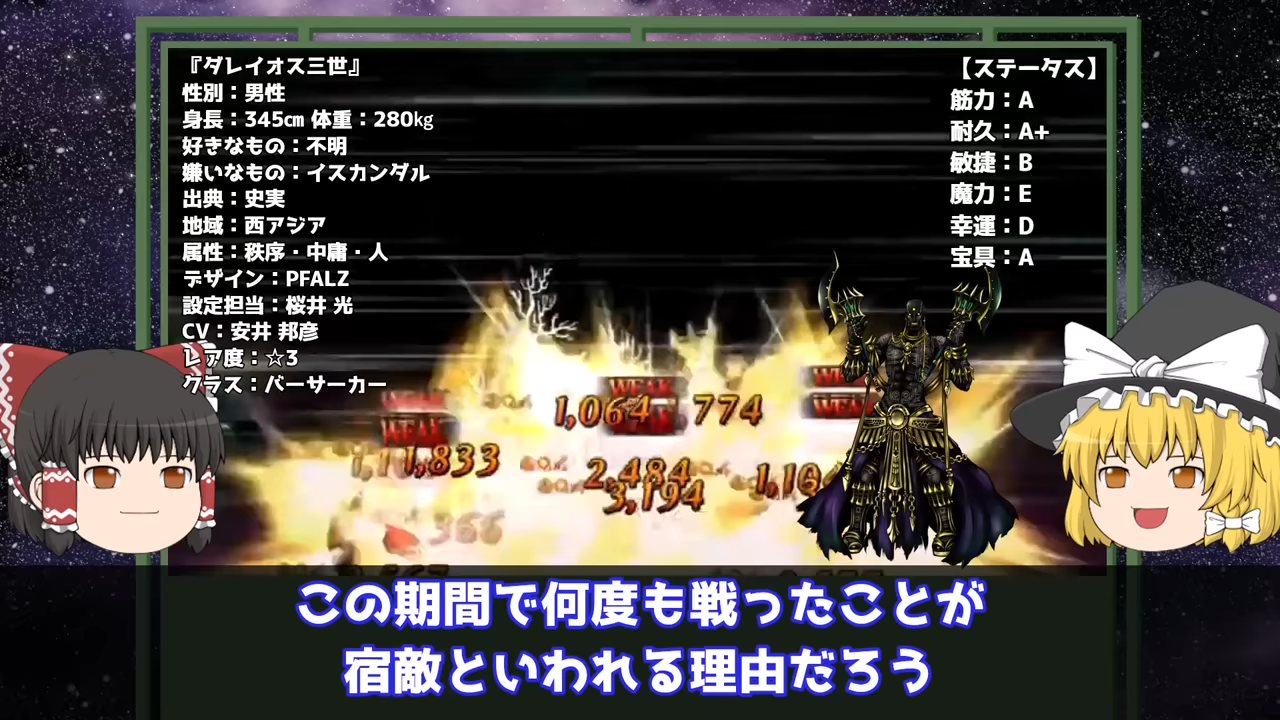 『ダレイオス三世』
性別：男性
身長：345㎝ 体重：280㎏
好きなもの：不明
嫌いなもの：イスカンダル
出典：史実
地域：西アジア
属性：秩序・中庸・人
デザイン：PFALZ
設定担当：桜井 光
CV：安井 邦彦
レア度：☆3
クラス：バーサーカー
【ステータス】
筋力：A
耐久：A+
敏捷：B
魔力：E
幸運：D
宝具：A
WEAK
WEAK
1,064
774
WEAK
2,484
3,194
366
この期間で何度も戦ったことが
宿敵といわれる理由だろう